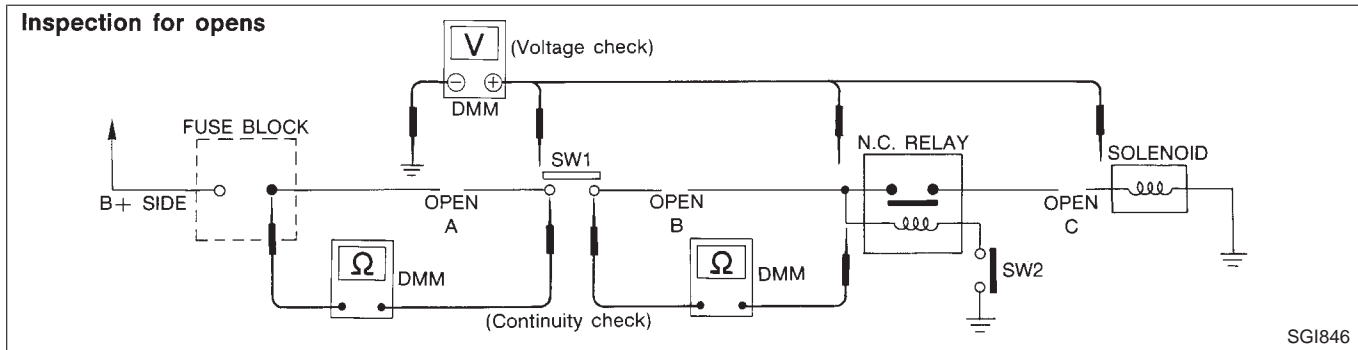 Inspection for opens
V
(Voltage check)
− +
DMM
FUSE BLOCK
N.C. RELAY
SOLENOID
SW1
B+ SIDE
OPEN
A
OPEN
B
OPEN
C
Ω
DMM
Ω
DMM
SW2
(Continuity check)
SGI846